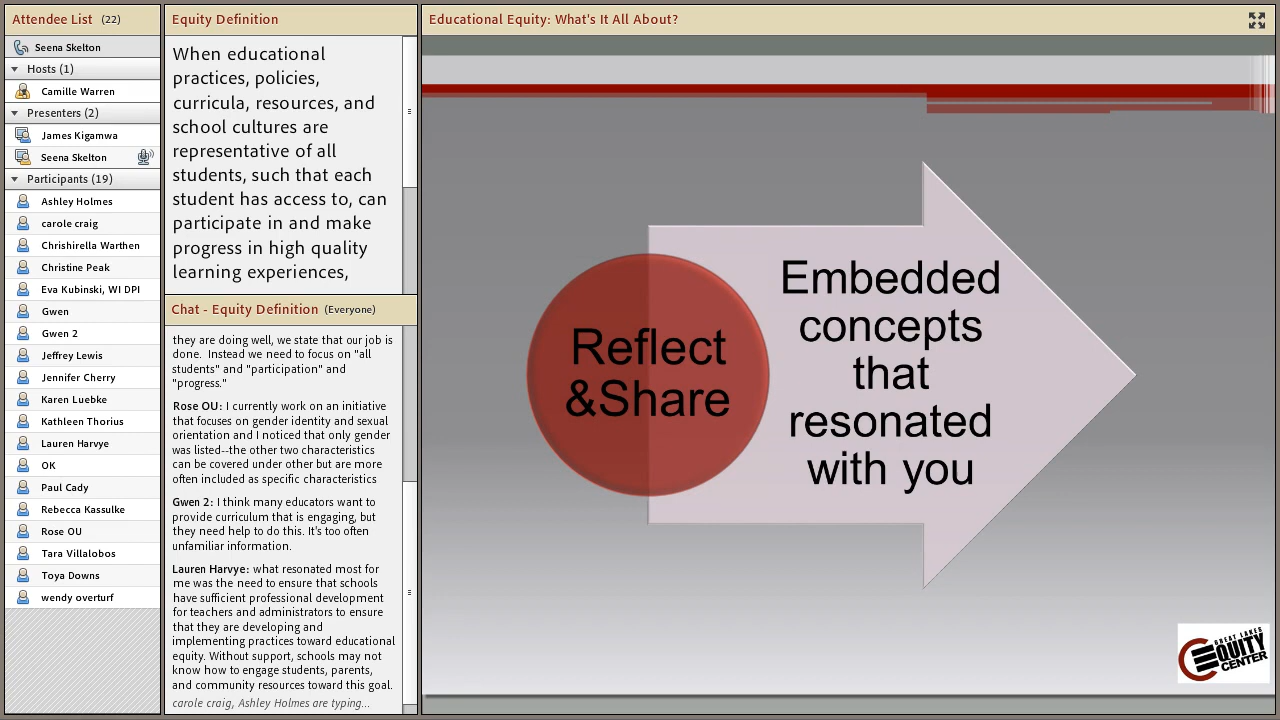 Attendee List (22)
Seena Skelton
Hosts (1)
Camille Warren
Presenters (2)
James Kigamwa
Seena Skelton
Participants (19)
Ashley Holmes
carole craig
Chrishirella Warthen
Christine Peak
Eva Kubinski, WI DPI
Gwen
Gwen 2
Jeffrey Lewis
Jennifer Cherry
Karen Luebke
Kathleen Thorius
Lauren Harvye
OK
Paul Cady
Rebecca Kassulke
Rose OU
Tara Villalobos
Toya Downs
wendy overturf
Equity Definition
When educational
practices, policies,
curricula, resources, and
school cultures are
representative of all
students, such that each
student has access to, can
participate in and make
progress in high quality
learning experiences,
Chat - Equity Definition (Everyone)
they are doing well, we state that our job is
done. Instead we need to focus on "all
students" and "participation" and
"progress."
Rose OU: I currently work on an initiative
that focuses on gender identity and sexual
orientation and I noticed that only gender
was listed--the other two characteristics
can be covered under other but are more
often included as specific characteristics
Gwen 2: I think many educators want to
provide curriculum that is engaging, but
they need help to do this. It's too often
unfamiliar information.
Lauren Harvye: what resonated most for
me was the need to ensure that schools
have sufficient professional development
for teachers and administrators to ensure
that they are developing and
implementing practices toward educational
equity. Without support, schools may not
know how to engage students, parents,
and community resources toward this goal.
carole craig, Ashley Holmes are typing...
Educational Equity: What's It All About?
Reflect
&Share
Embedded
concepts
that
resonated
with you
GREAT LAKES
EQUITY
CENTER